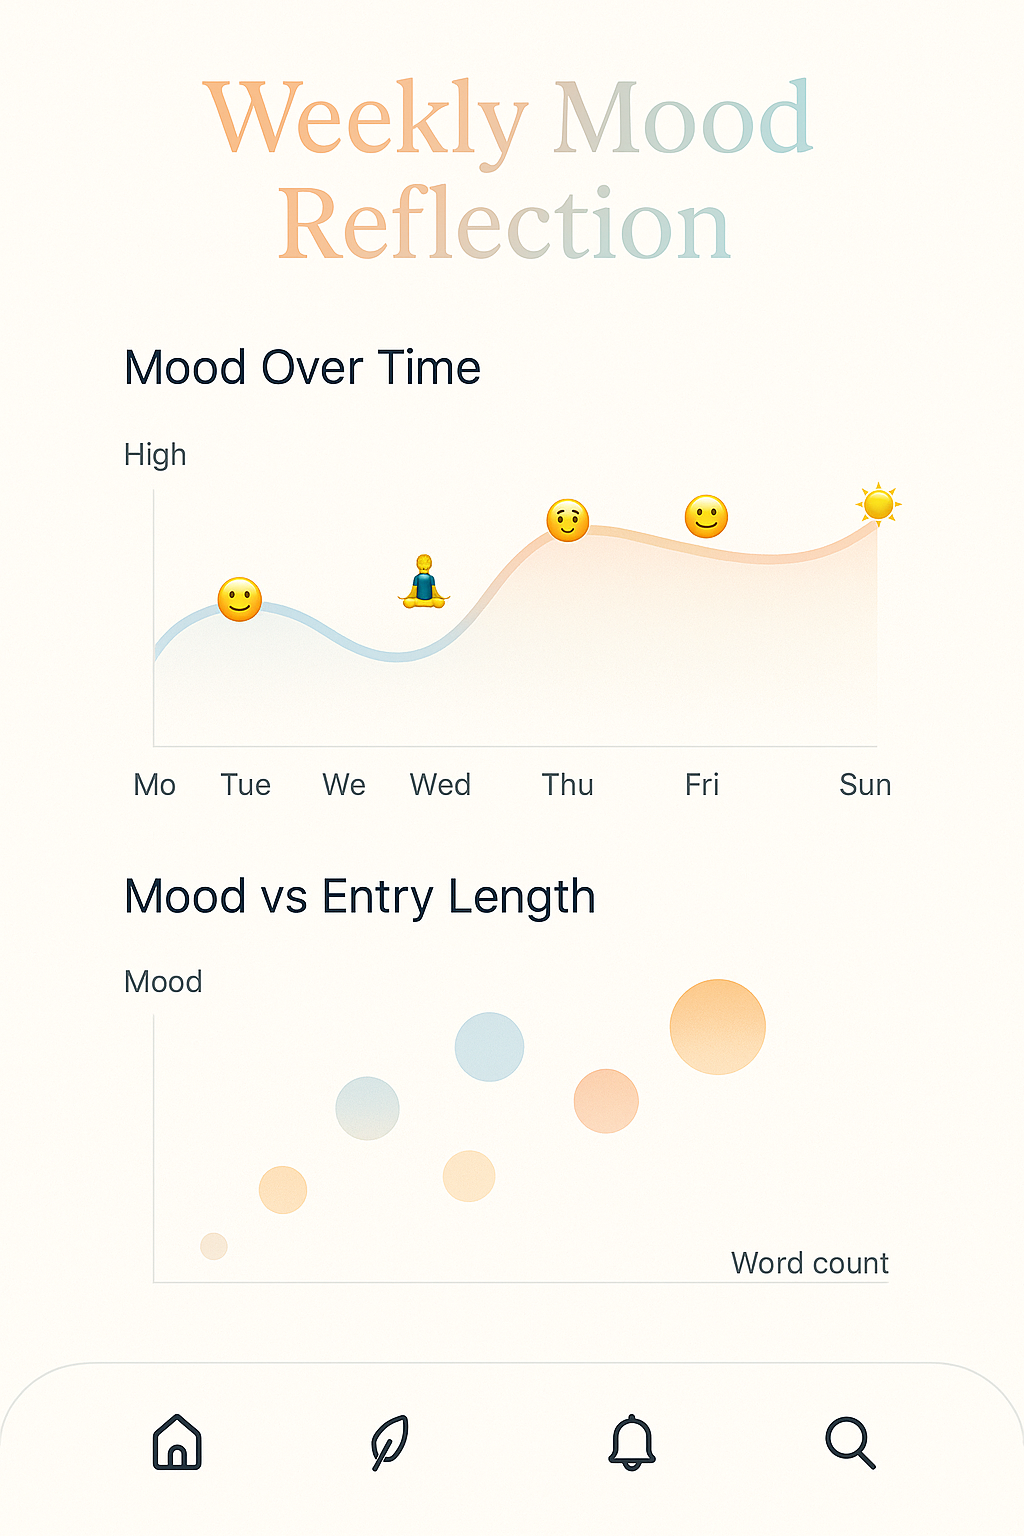 Weekly Mood
Reflection
Mood Over Time
High
Mo Tue We Wed Thu Fri Sun
Mood vs Entry Length
Mood
Word count